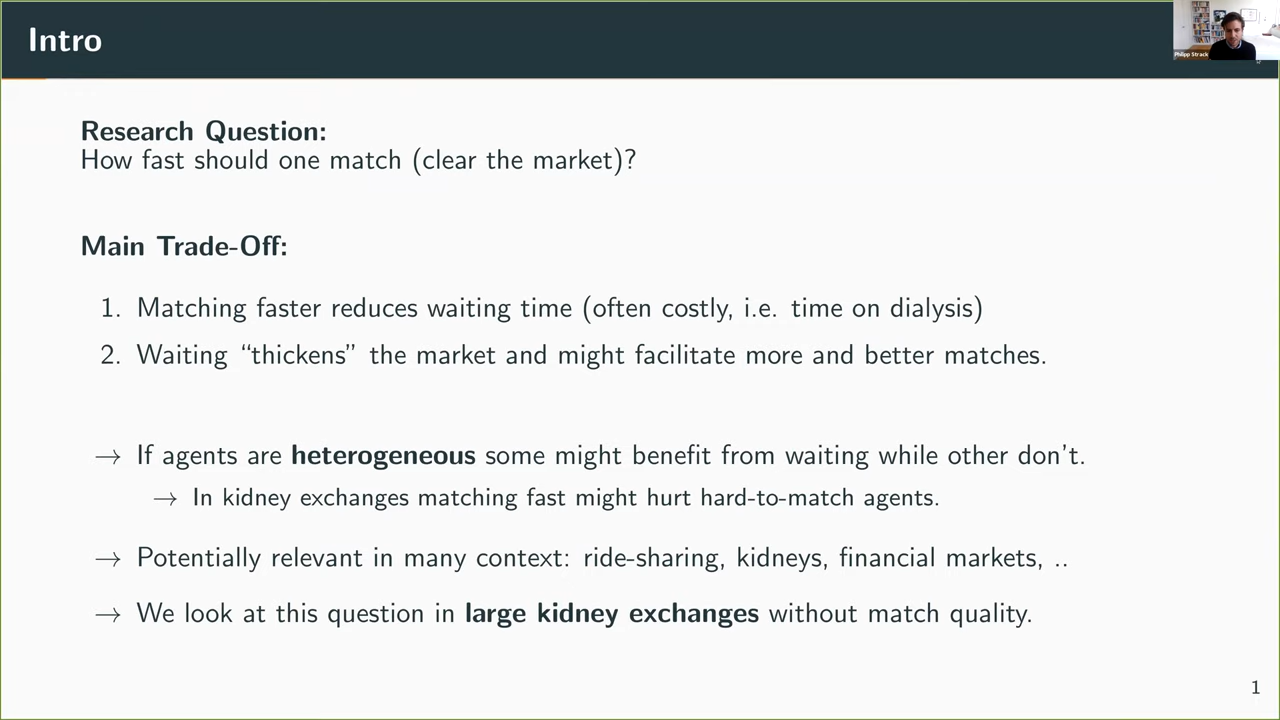 Intro
Philipp Strack
Research Question:
How fast should one match (clear the market)?
Main Trade-Off:
1. Matching faster reduces waiting time (often costly, i.e. time on dialysis)
2. Waiting “thickens” the market and might facilitate more and better matches.
→ If agents are heterogeneous some might benefit from waiting while other don’t.
→ In kidney exchanges matching fast might hurt hard-to-match agents.
→ Potentially relevant in many context: ride-sharing, kidneys, financial markets, ..
→ We look at this question in large kidney exchanges without match quality.
1